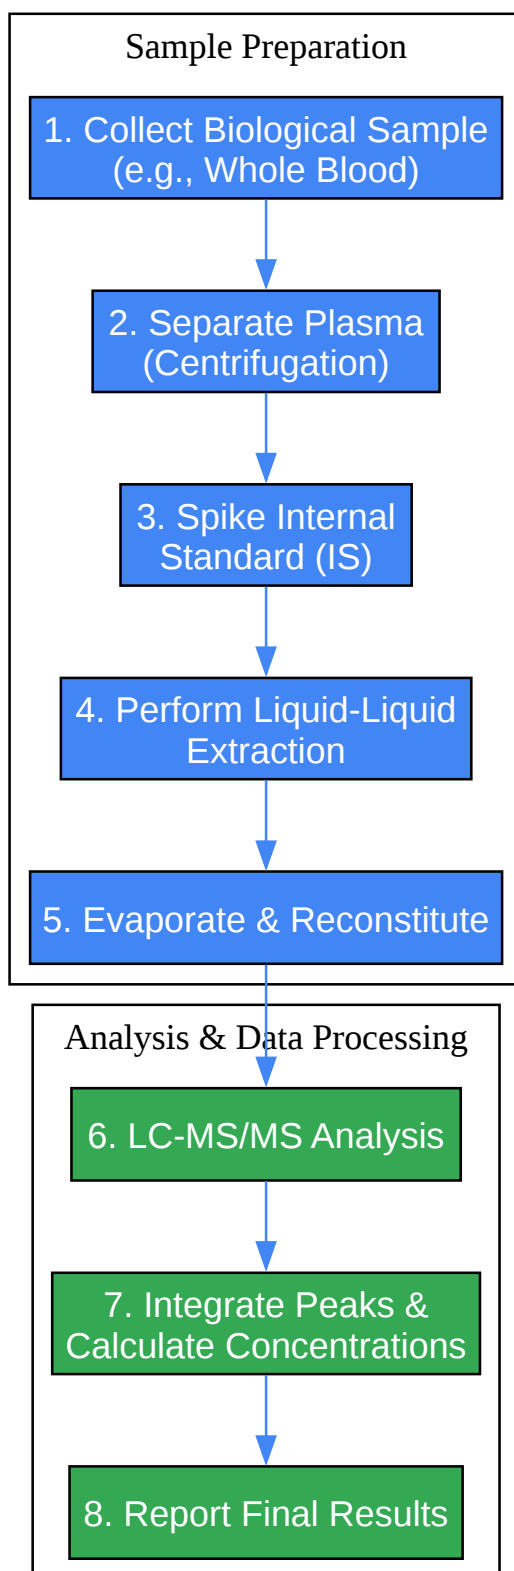 Sample Preparation
1. Collect Biological Sample
(e.g., Whole Blood)
2. Separate Plasma
(Centrifugation)
3. Spike Internal
Standard (IS)
4. Perform Liquid-Liquid
Extraction
5. Evaporate & Reconstitute
Analysis & Data Processing
6. LC-MS/MS Analysis
7. Integrate Peaks &
Calculate Concentrations
8. Report Final Results